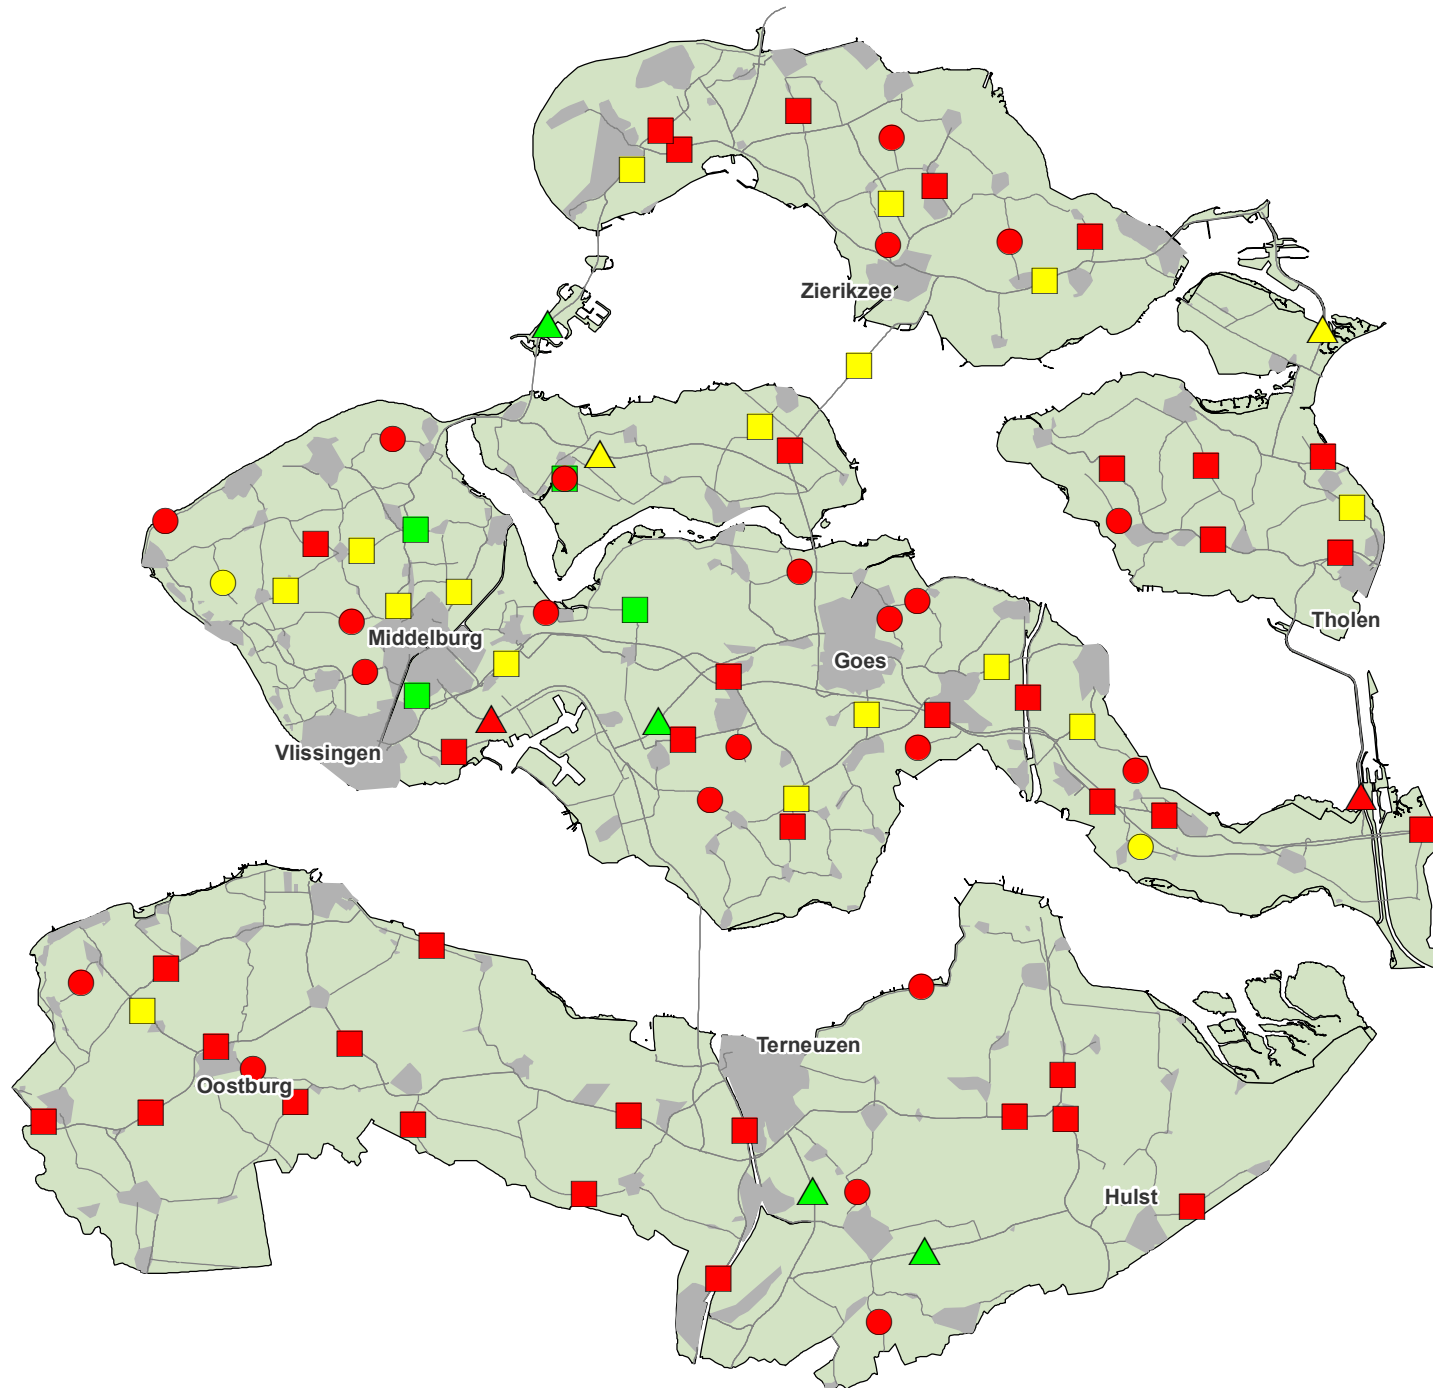 Zierikzee
Tholen
Middelburg
Goes
Vlissingen
Terneuzen
Oostburg
Hulst